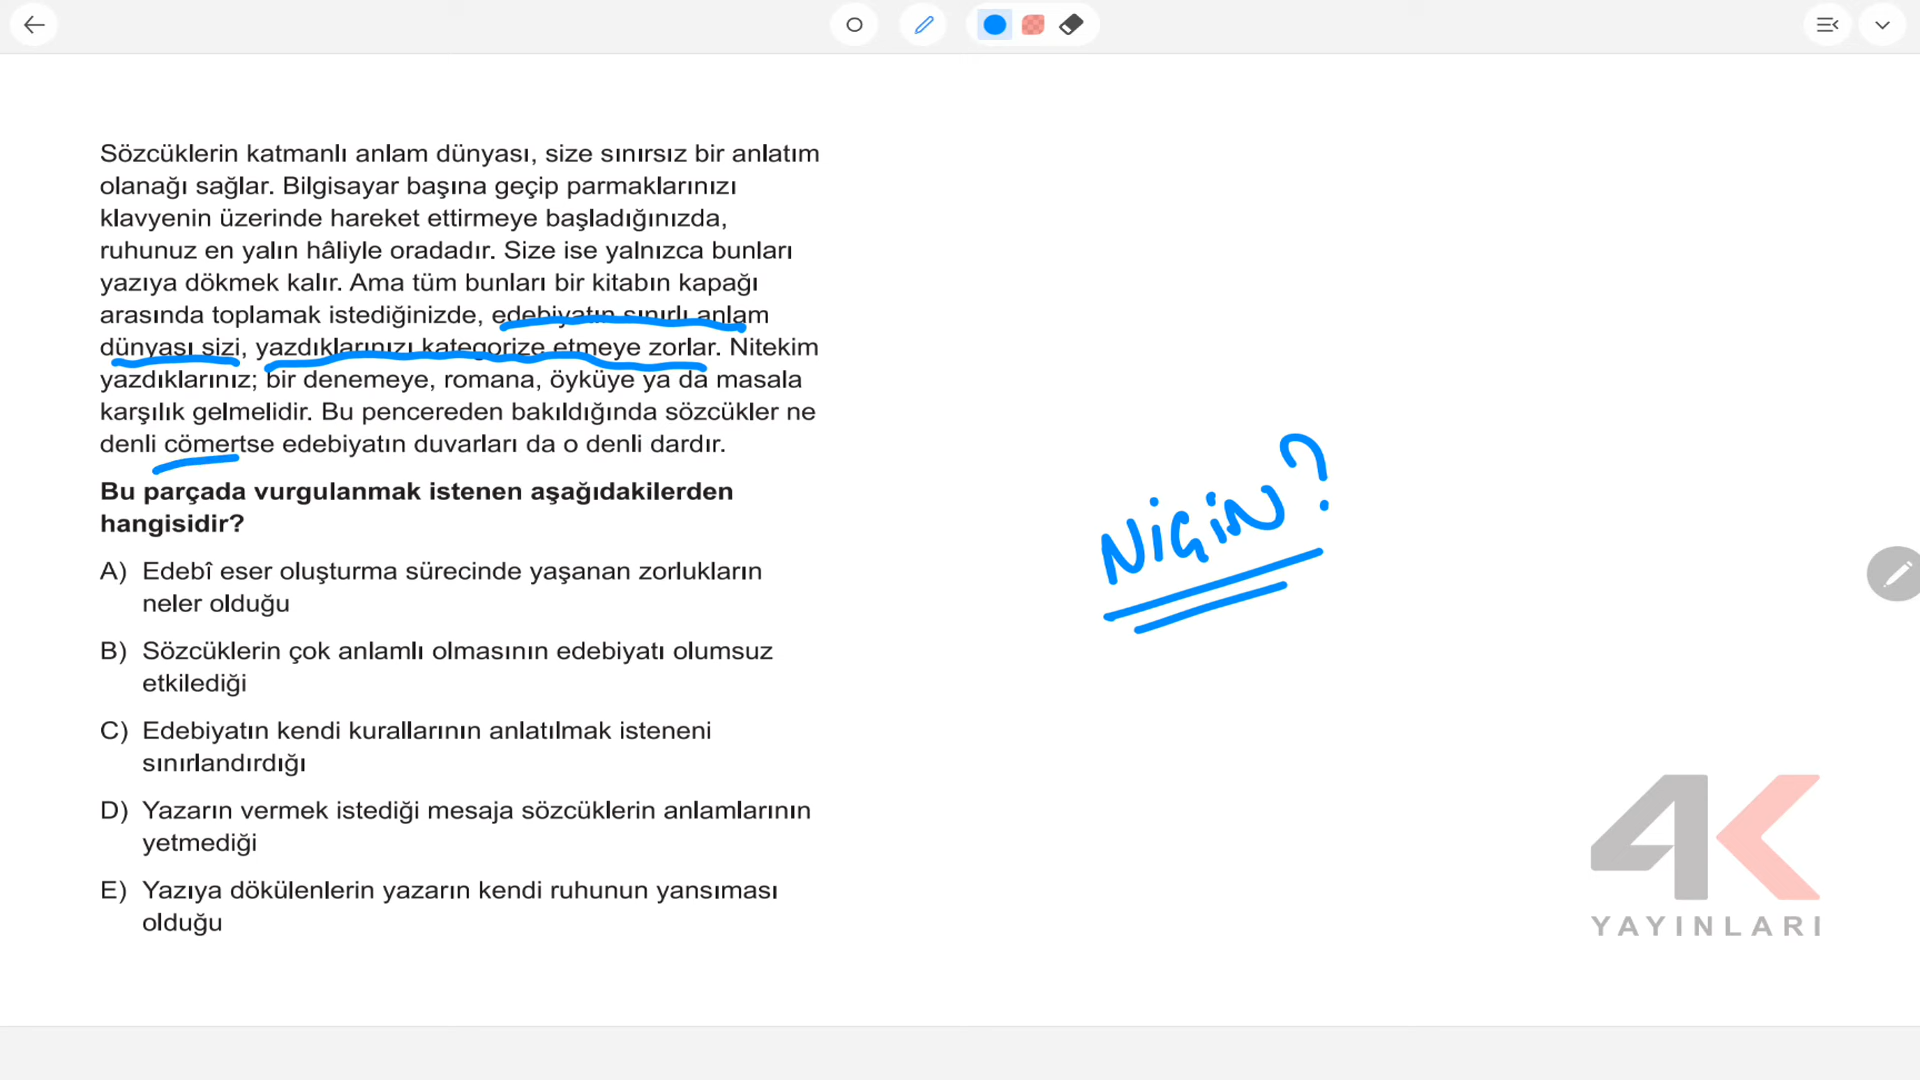 Sözcüklerin katmanlı anlam dünyası, size sınırsız bir anlatım
olanağı sağlar. Bilgisayar başına geçip parmaklarınızı
klavyenin üzerinde hareket ettirmeye başladığınızda,
ruhunuz en yalın hâliyle oradadır. Size ise yalnızca bunları
yazıya dökmek kalır. Ama tüm bunları bir kitabın kapağı
arasında toplamak istediğinizde, edebiyatın sınırlı anlam
dünyası sizi, yazdıklarınızı kategorize etmeye zorlar. Nitekim
yazdıklarınız; bir denemeye, romana, öyküye ya da masala
karşılık gelmelidir. Bu pencereden bakıldığında sözcükler ne
denli cömertse edebiyatın duvarları da o denli dardır.
Bu parçada vurgulanmak istenen aşağıdakilerden
hangisidir?
A) Edebî eser oluşturma sürecinde yaşanan zorlukların
neler olduğu
B) Sözcüklerin çok anlamlı olmasının edebiyatı olumsuz
etkilediği
C) Edebiyatın kendi kurallarının anlatılmak isteneni
sınırlandırdığı
D) Yazarın vermek istediği mesaja sözcüklerin anlamlarının
yetmediği
E) Yazıya dökülenlerin yazarın kendi ruhunun yansıması
olduğu
NiÇiN?
4K
YAYINLARI